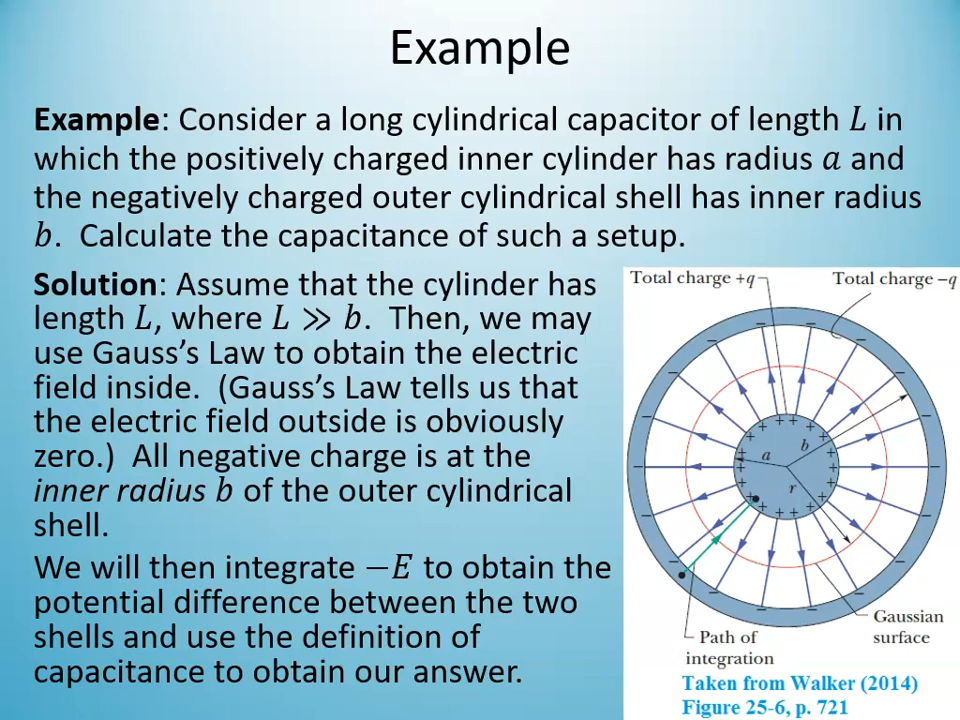 Example
Example: Consider a long cylindrical capacitor of length L in
which the positively charged inner cylinder has radius a and
the negatively charged outer cylindrical shell has inner radius
b. Calculate the capacitance of such a setup.
Solution: Assume that the cylinder has
length L, where L ≫ b. Then, we may
use Gauss’s Law to obtain the electric
field inside. (Gauss’s Law tells us that
the electric field outside is obviously
zero.) All negative charge is at the
inner radius b of the outer cylindrical
shell.
We will then integrate −E to obtain the
potential difference between the two
shells and use the definition of
capacitance to obtain our answer.
Total charge +q
Total charge −q
b
a
r
Gaussian
surface
Path of
integration
Taken from Walker (2014)
Figure 25-6, p. 721